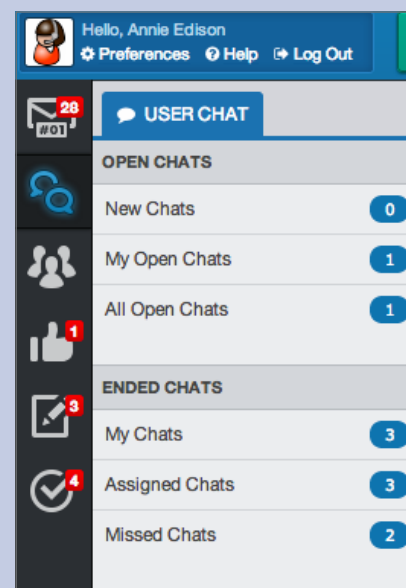 Hello, Annie Edison
Preferences Help Log Out
28
#01
USER CHAT
OPEN CHATS
New Chats 0
My Open Chats 1
All Open Chats 1
1
ENDED CHATS
3
My Chats 3
Assigned Chats 3
4
Missed Chats 2